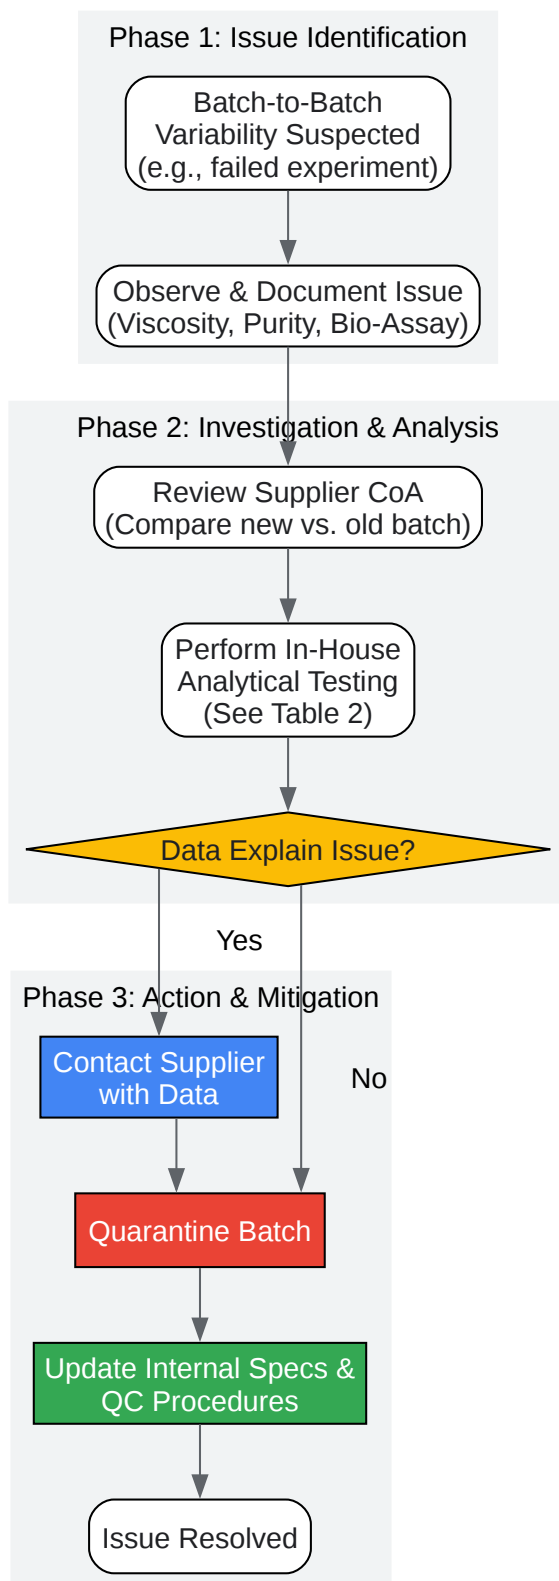 Phase 1: Issue Identification
Batch-to-Batch
Variability Suspected
(e.g., failed experiment)
Observe & Document Issue
(Viscosity, Purity, Bio-Assay)
Phase 2: Investigation & Analysis
Review Supplier CoA
(Compare new vs. old batch)
Perform In-House
Analytical Testing
(See Table 2)
Data Explain Issue?
Yes
Phase 3: Action & Mitigation
Contact Supplier
with Data
No
Quarantine Batch
Update Internal Specs &
QC Procedures
Issue Resolved